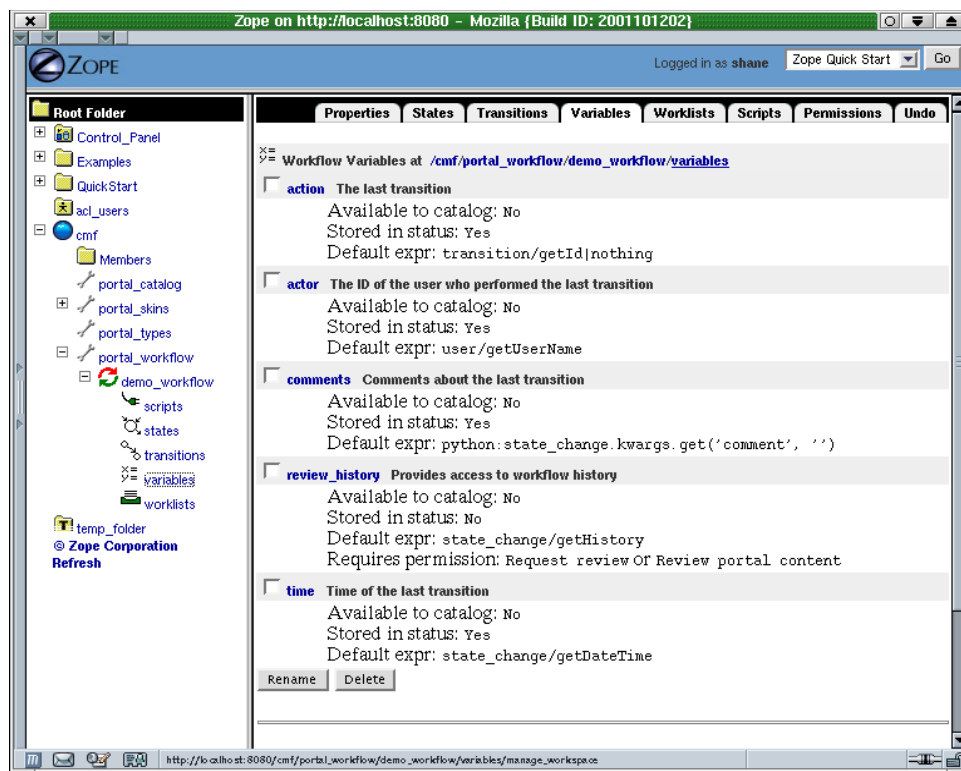 Zope on http://localhost:8080 - Mozilla {Build ID: 2001101202}
ZOPE
Logged in as shane
Zope Quick Start
Go
Root Folder
Control_Panel
Examples
QuickStart
acl_users
cmf
Members
portal_catalog
portal_skins
portal_types
portal_workflow
demo_workflow
scripts
states
transitions
variables
worklists
temp_folder
© Zope Corporation
Refresh
Properties States Transitions Variables Worklists Scripts Permissions Undo
x=
y= Workflow Variables at /cmf/portal_workflow/demo_workflow/variables
action The last transition
Available to catalog: No
Stored in status: Yes
Default expr: transition/getId|nothing
actor The ID of the user who performed the last transition
Available to catalog: No
Stored in status: Yes
Default expr: user/getUserName
comments Comments about the last transition
Available to catalog: No
Stored in status: Yes
Default expr: python:state_change.kwargs.get('comment', '')
review_history Provides access to workflow history
Available to catalog: No
Stored in status: No
Default expr: state_change/getHistory
Requires permission: Request review or Review portal content
time Time of the last transition
Available to catalog: No
Stored in status: Yes
Default expr: state_change/getDateTime
Rename Delete
http://localhost:8080/cmf/portal_workflow/demo_workflow/variables/manage_workspace